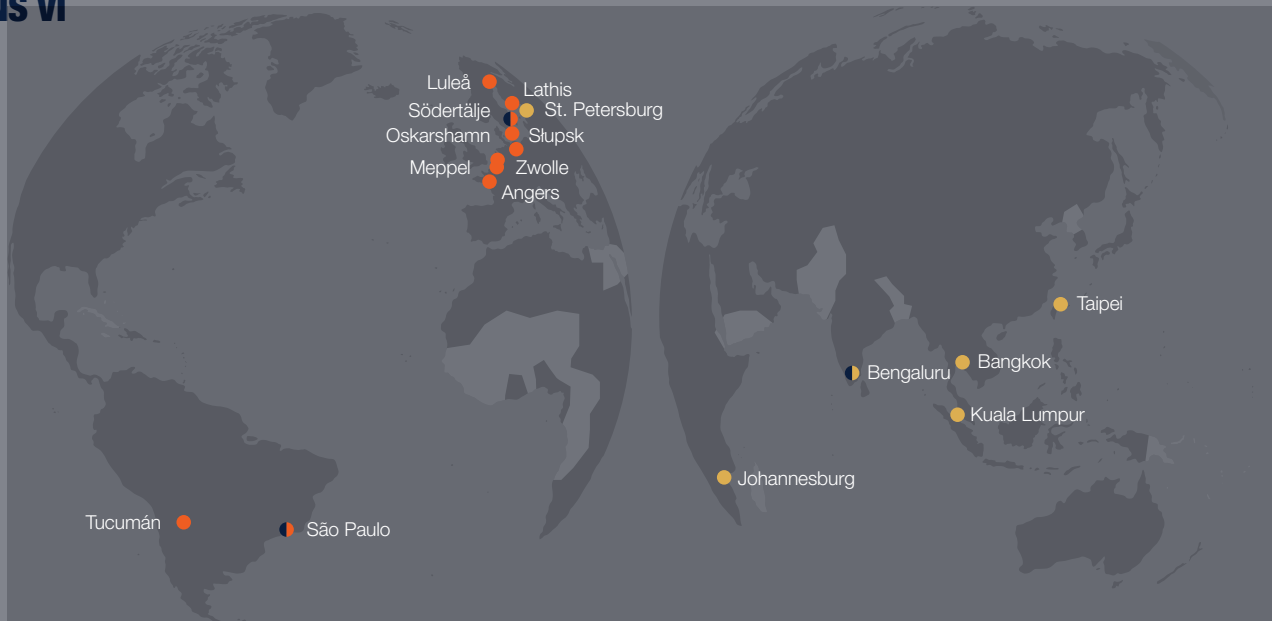 Luleå
Lathis
Södertälje
St. Petersburg
Oskarshamn
Słupsk
Meppel
Zwolle
Angers
Taipei
Bangkok
Bengaluru
Kuala Lumpur
Johannesburg
Tucumán
São Paulo